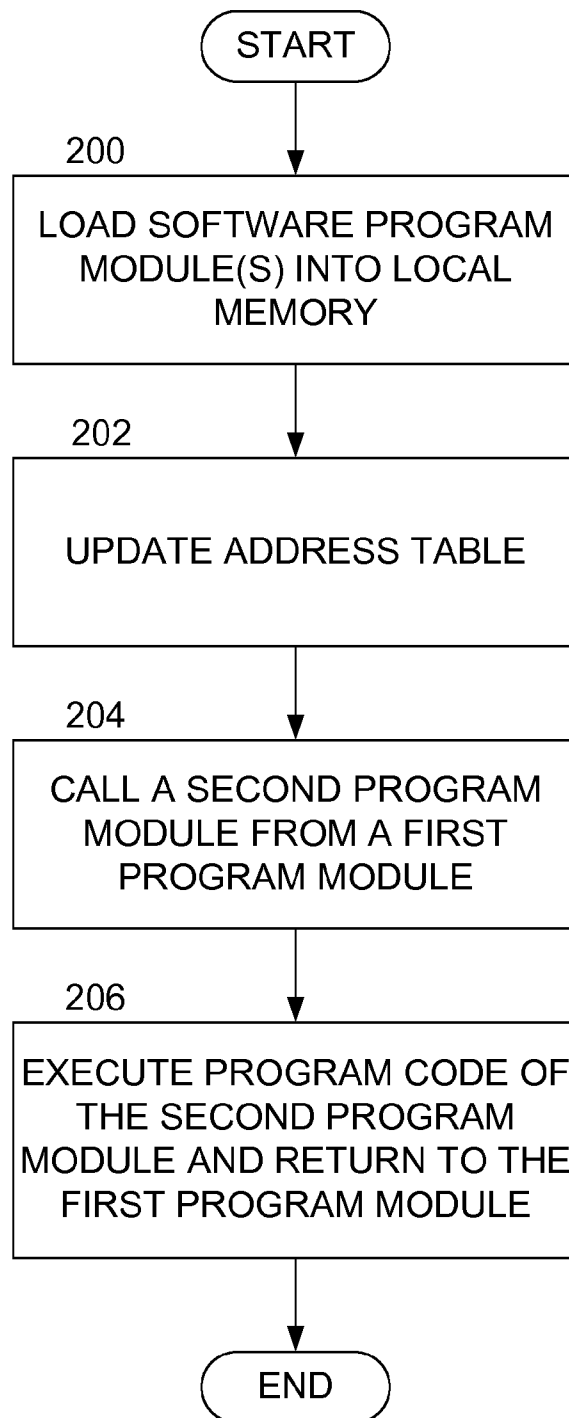 START
200
LOAD SOFTWARE PROGRAM
MODULE(S) INTO LOCAL
MEMORY
202
UPDATE ADDRESS TABLE
204
CALL A SECOND PROGRAM
MODULE FROM A FIRST
PROGRAM MODULE
206
EXECUTE PROGRAM CODE OF
THE SECOND PROGRAM
MODULE AND RETURN TO THE
FIRST PROGRAM MODULE
END